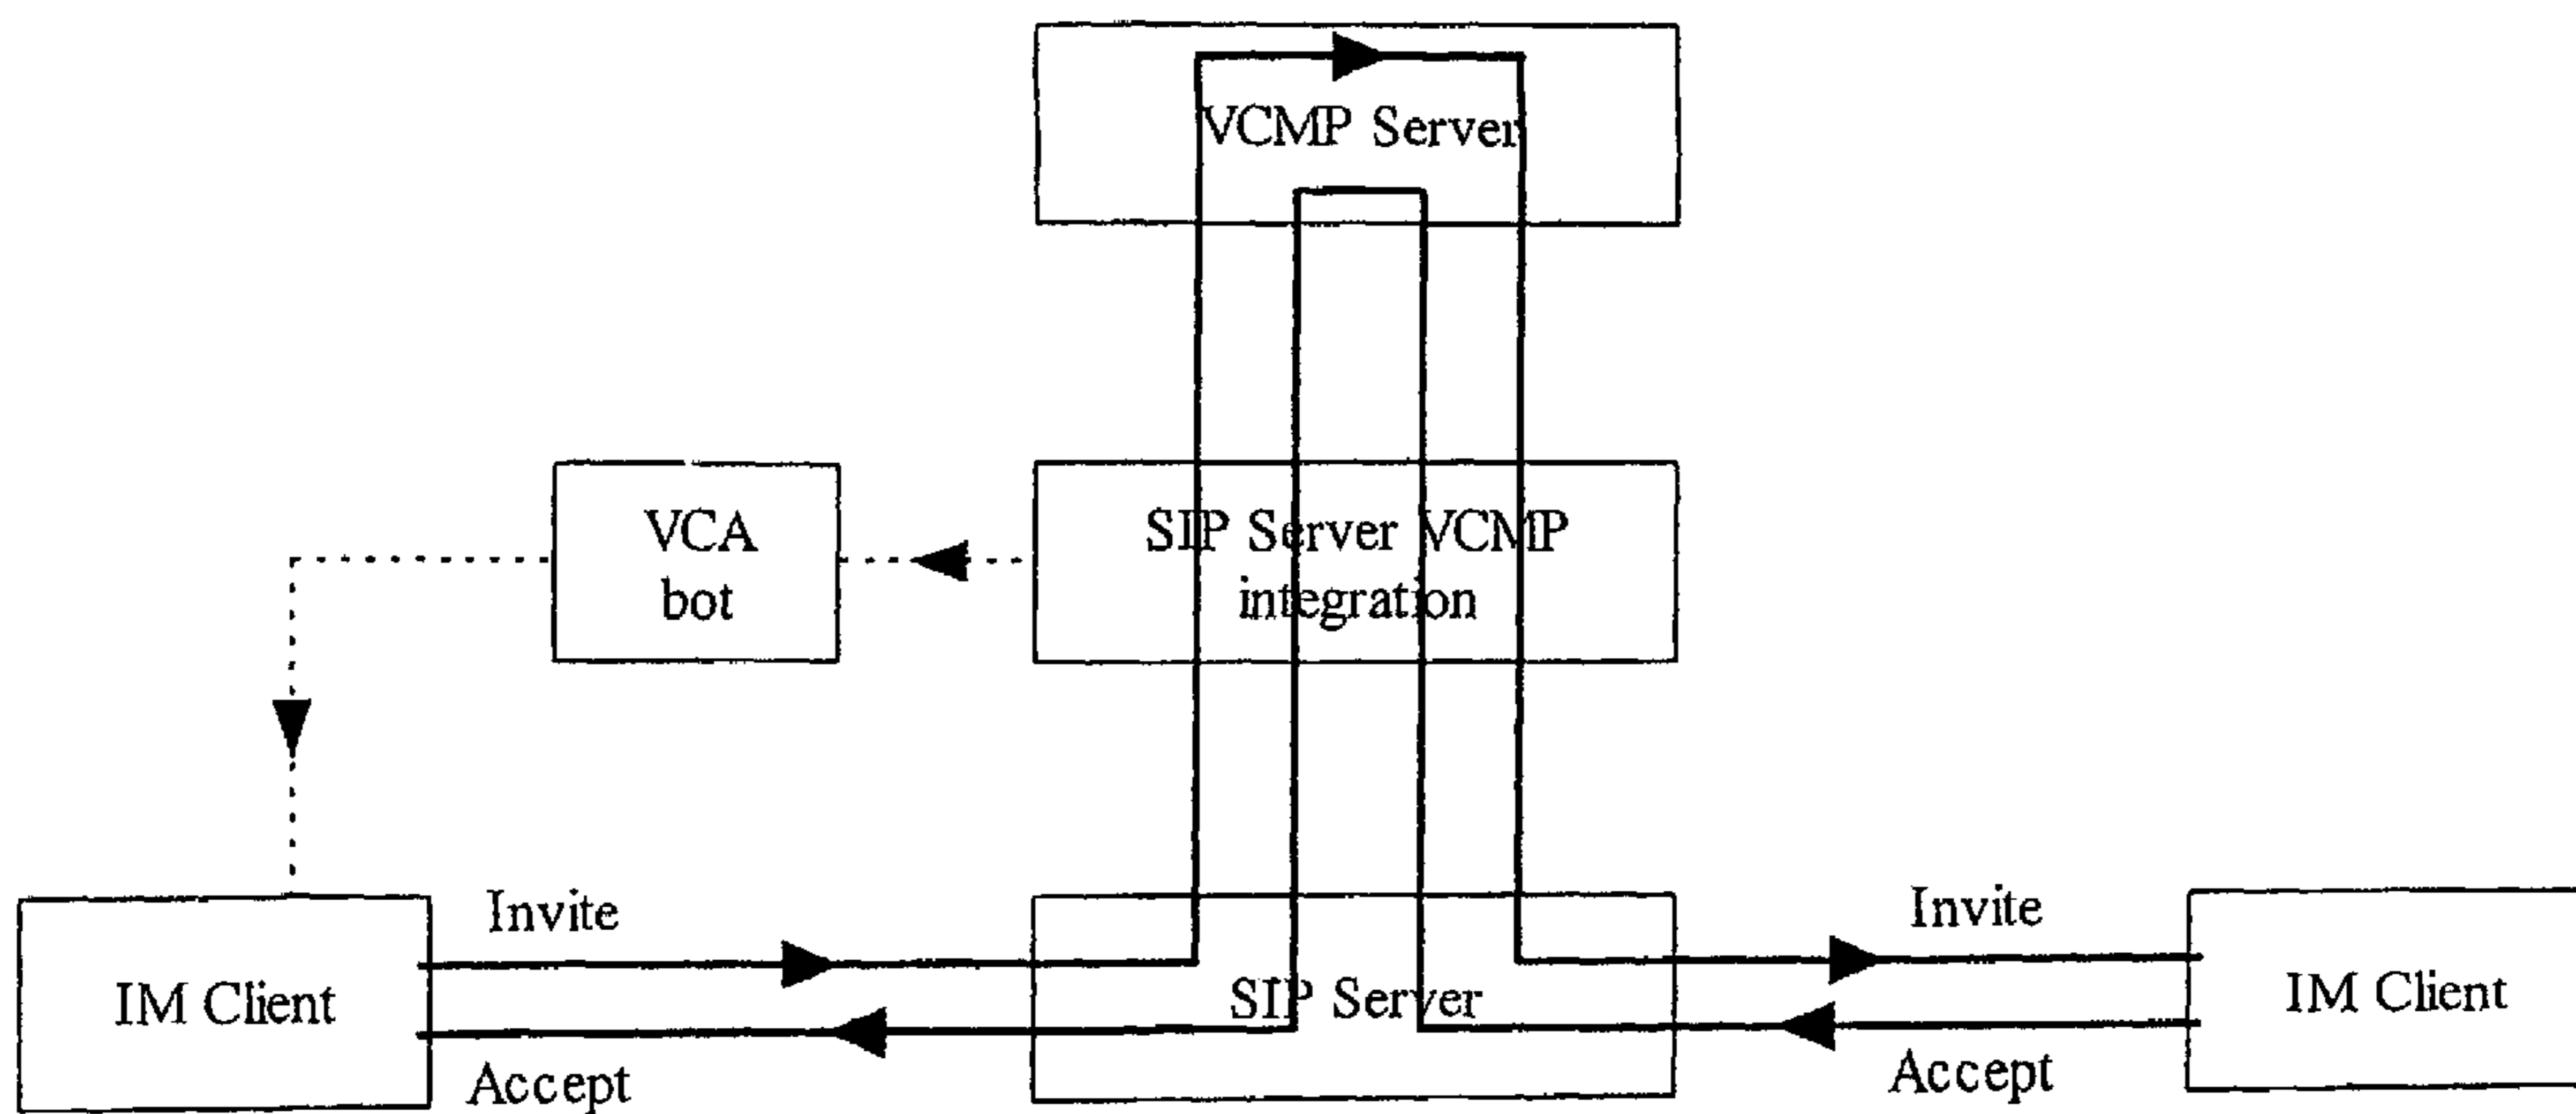 VCMP Server
VCA
bot
SIP Server VCMP
integration
Invite
Invite
IM Client
SIP Server
IM Client
Accept
Accept